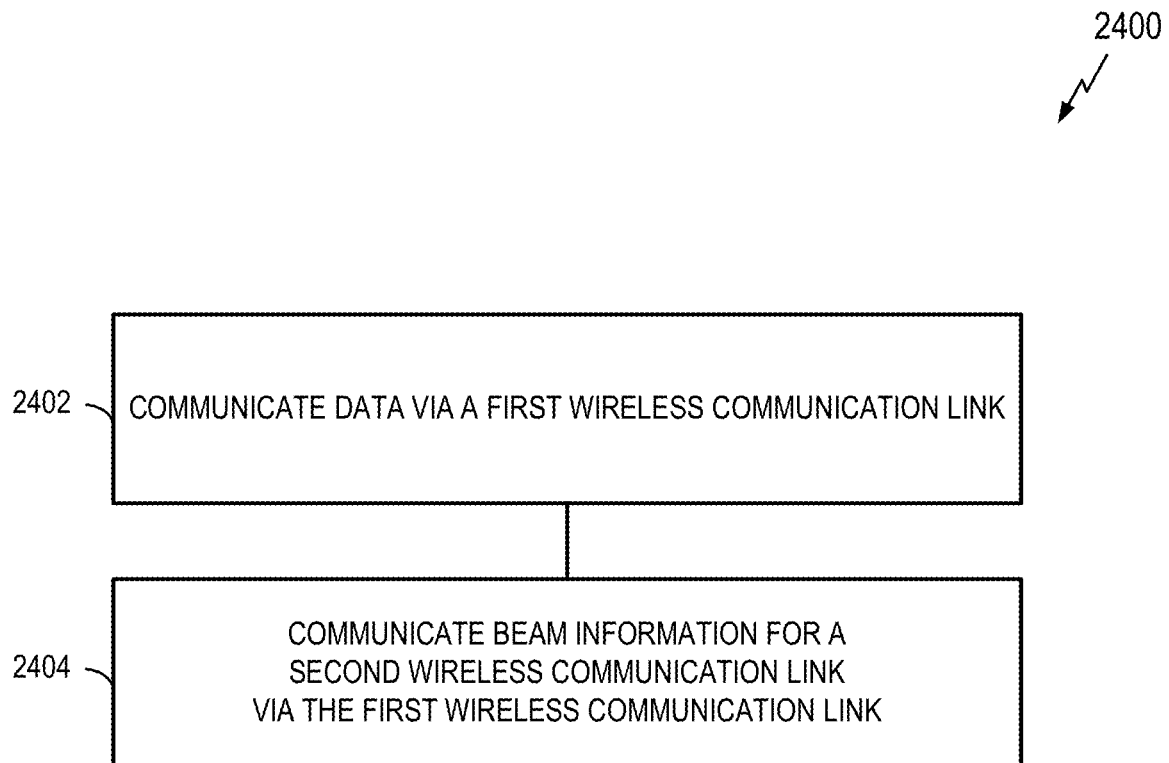 2400
2402
COMMUNICATE DATA VIA A FIRST WIRELESS COMMUNICATION LINK
2404
COMMUNICATE BEAM INFORMATION FOR A
SECOND WIRELESS COMMUNICATION LINK
VIA THE FIRST WIRELESS COMMUNICATION LINK